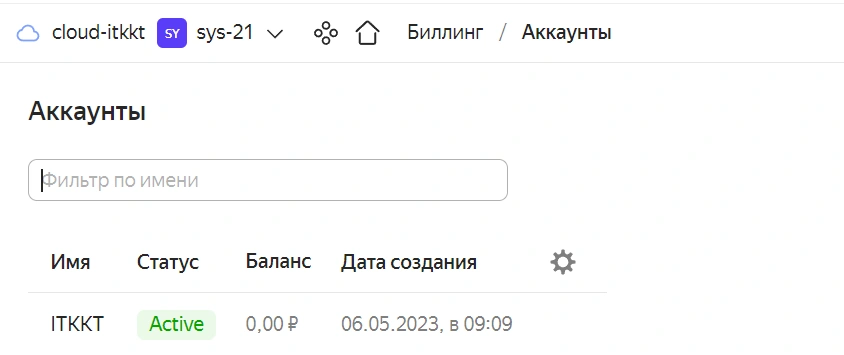 cloud-itkkt SY sys-21 Биллинг / Аккаунты
Аккаунты
Фильтр по имени
Имя Статус Баланс Дата создания
ITKKT Active 0,00 ₽ 06.05.2023, в 09:09